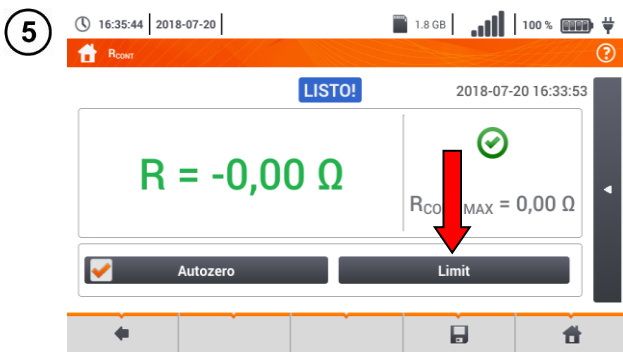 5
16:35:44 2018-07-20 1.8 GB 100 %
RCONT
LISTO!
2018-07-20 16:33:53
R = -0,00 Ω
MAX = 0,00 Ω
Autozero
Limit